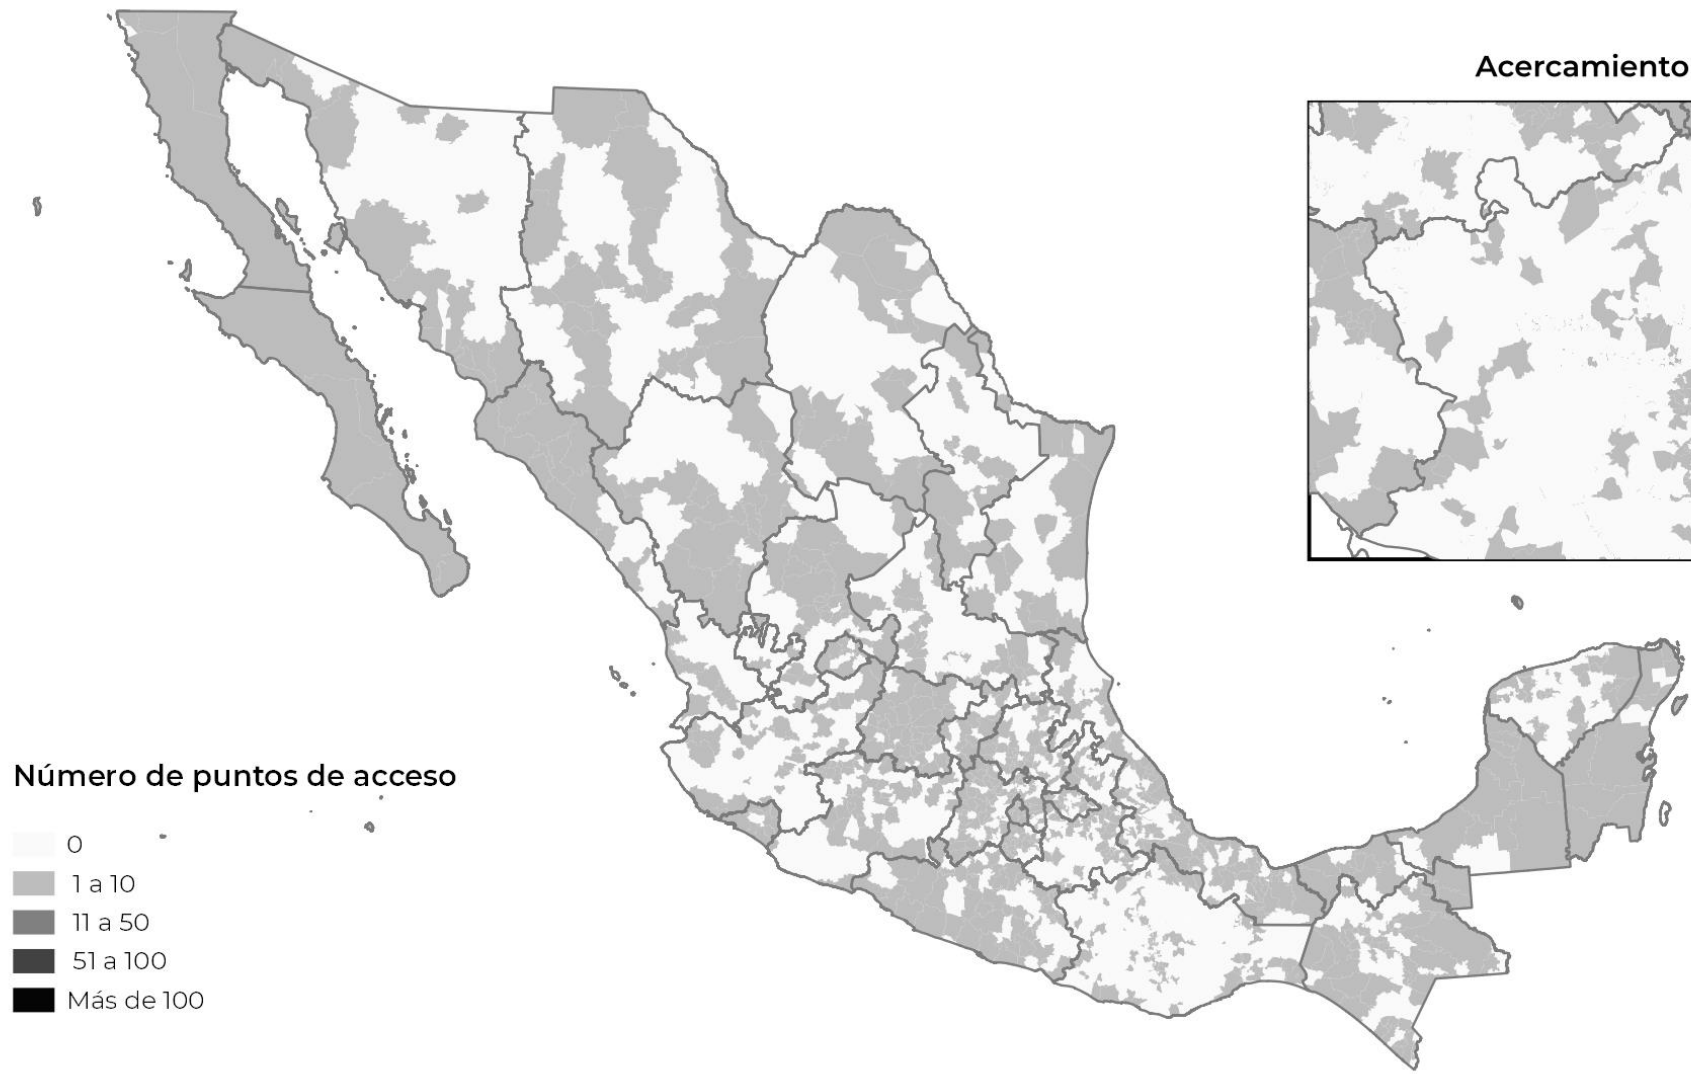 Acercamiento
Número de puntos de acceso
0
1 a 10
11 a 50
51 a 100
Más de 100